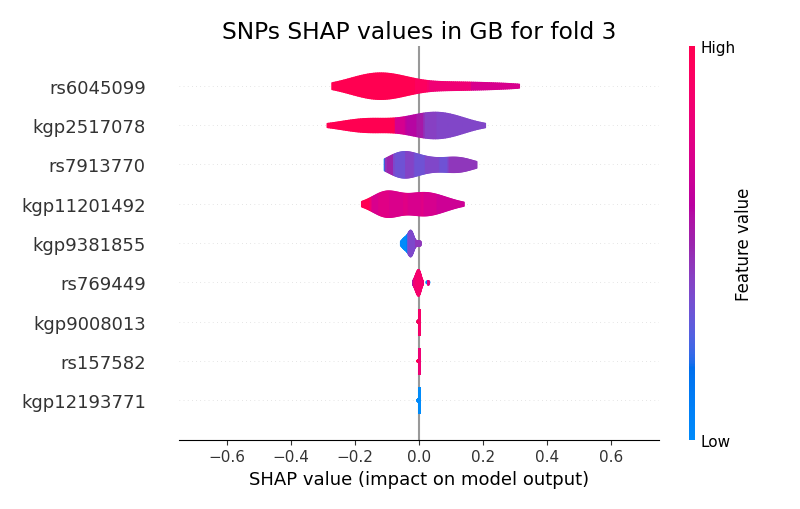 SNPs SHAP values in GB for fold 3
High
rs6045099
kgp2517078
rs7913770
kgp11201492
kgp9381855
rs769449
kgp9008013
rs157582
kgp12193771
Feature value
Low
−0.6 −0.4 −0.2 0.0 0.2 0.4 0.6
SHAP value (impact on model output)